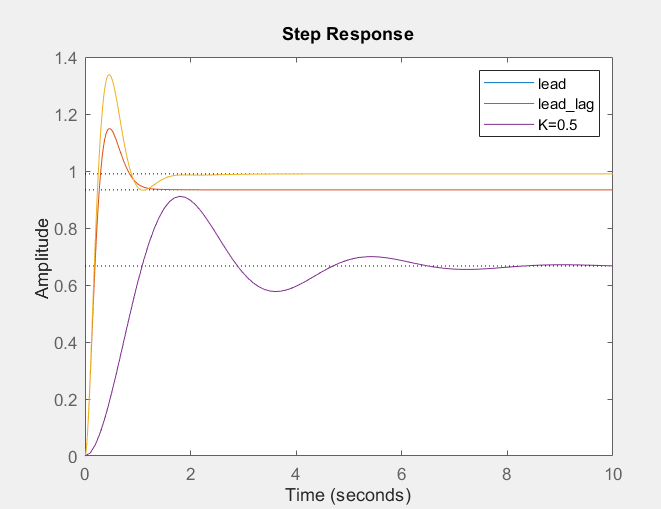 Step Response
1.4
1.2
1
0.8
0.6
0.4
0.2
0
Amplitude
lead
lead_lag
K=0.5
0 2 4 6 8 10
Time (seconds)